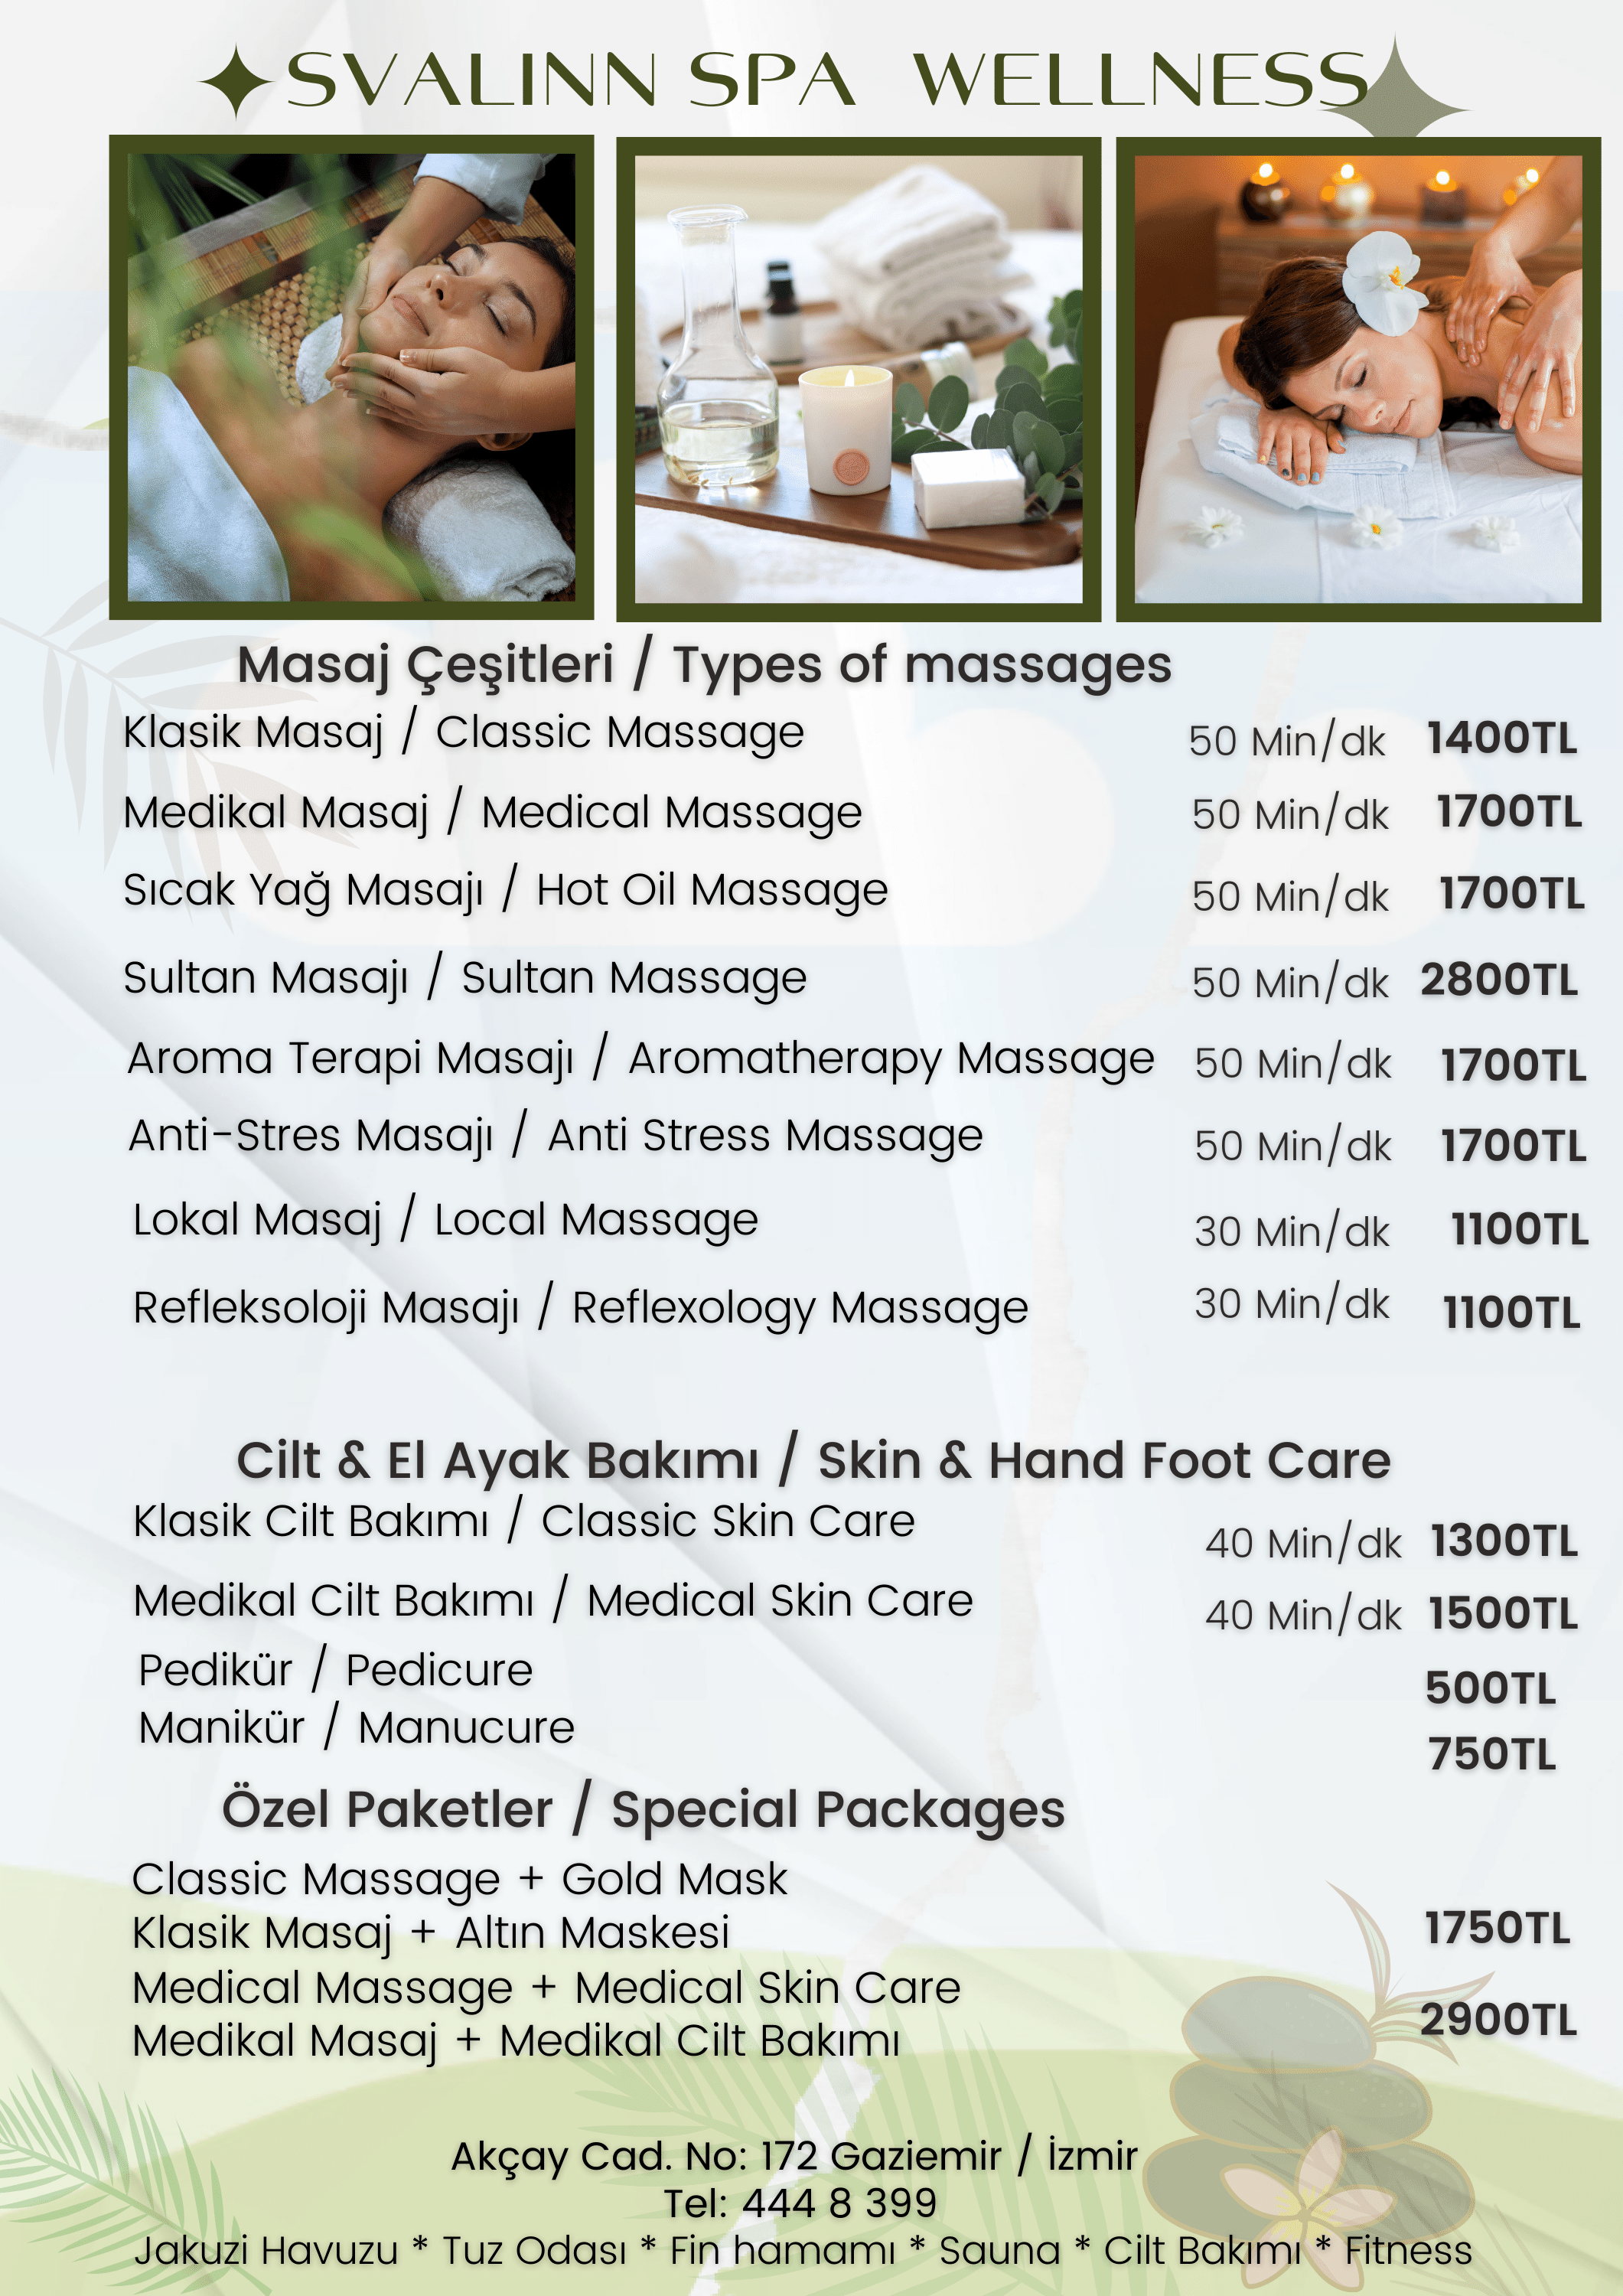 SVALINN SPA WELLNESS
Masaj Çeşitleri / Types of massages
Klasik Masaj / Classic Massage 50 Min/dk 1400TL
Medikal Masaj / Medical Massage 50 Min/dk 1700TL
Sıcak Yağ Masajı / Hot Oil Massage 50 Min/dk 1700TL
Sultan Masajı / Sultan Massage 50 Min/dk 2800TL
Aroma Terapi Masajı / Aromatherapy Massage 50 Min/dk 1700TL
Anti-Stres Masajı / Anti Stress Massage 50 Min/dk 1700TL
Lokal Masaj / Local Massage 30 Min/dk 1100TL
Refleksoloji Masajı / Reflexology Massage 30 Min/dk 1100TL
Cilt & El Ayak Bakımı / Skin & Hand Foot Care
Klasik Cilt Bakımı / Classic Skin Care 40 Min/dk 1300TL
Medikal Cilt Bakımı / Medical Skin Care 40 Min/dk 1500TL
Pedikür / Pedicure 500TL
Manikür / Manucure 750TL
Özel Paketler / Special Packages
Classic Massage + Gold Mask
Klasik Masaj + Altın Maskesi 1750TL
Medical Massage + Medical Skin Care
Medikal Masaj + Medikal Cilt Bakımı 2900TL
Akçay Cad. No: 172 Gaziemir / İzmir
Tel: 444 8 399
Jakuzi Havuzu * Tuz Odası * Fin hamamı * Sauna * Cilt Bakımı * Fitness